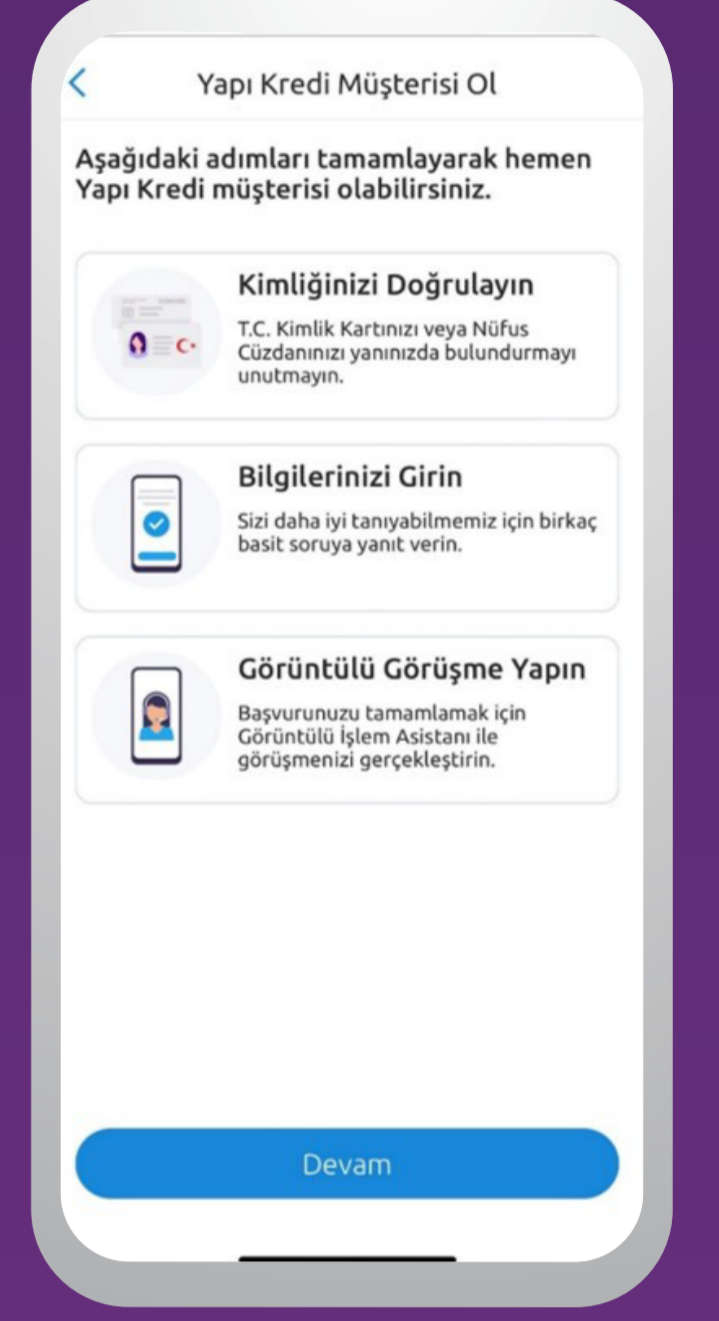 Yapı Kredi Müşterisi Ol
Aşağıdaki adımları tamamlayarak hemen
Yapı Kredi müşterisi olabilirsiniz.
Kimliğinizi Doğrulayın
T.C. Kimlik Kartınızı veya Nüfus
Cüzdanınızı yanınızda bulundurmayı
unutmayın.
Bilgilerinizi Girin
Sizi daha iyi tanıyabilmemiz için birkaç
basit soruya yanıt verin.
Görüntülü Görüşme Yapın
Başvurunuzu tamamlamak için
Görüntülü İşlem Asistanı ile
görüşmenizi gerçekleştirin.
Devam